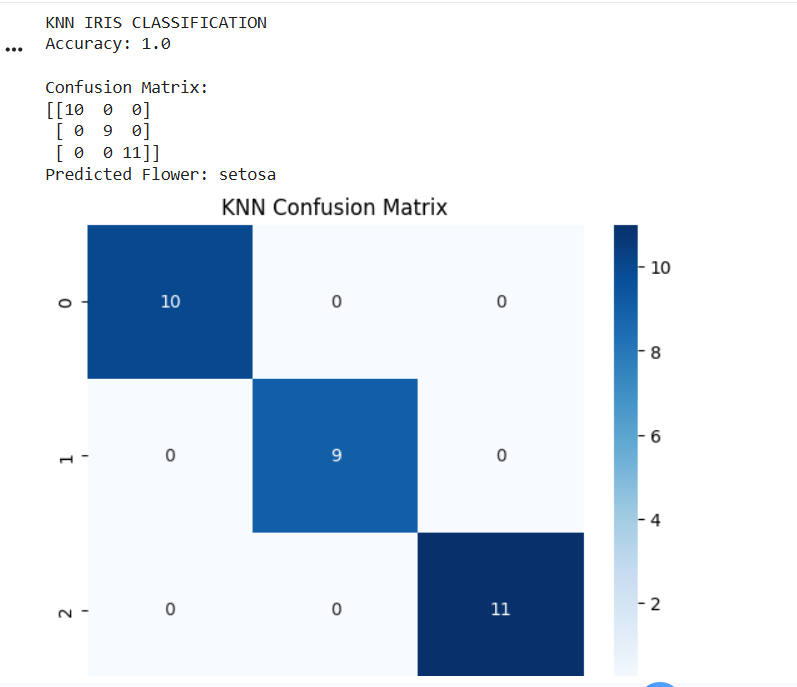 KNN IRIS CLASSIFICATION
... Accuracy: 1.0
Confusion Matrix:
[[10  0  0]
 [ 0  9  0]
 [ 0  0 11]]
Predicted Flower: setosa
KNN Confusion Matrix
0 10 0 0
1 0 9 0
2 0 0 11
10
8
6
4
2